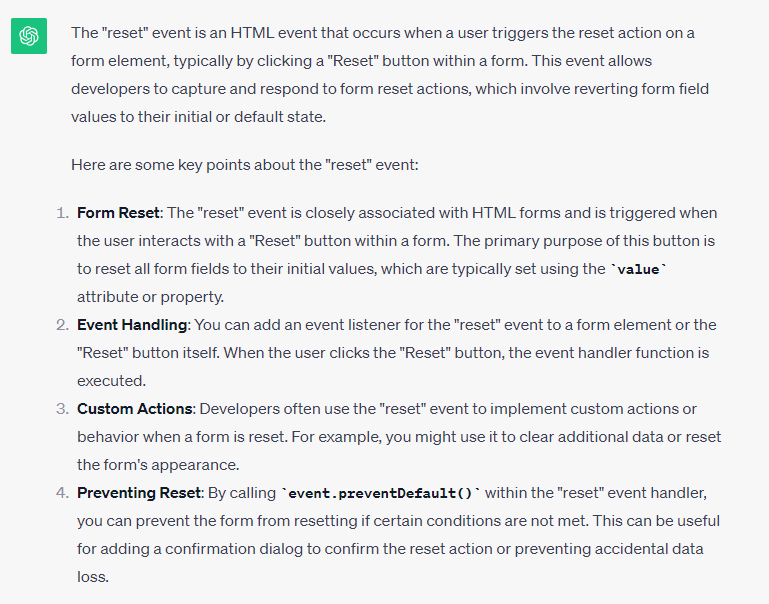 The "reset" event is an HTML event that occurs when a user triggers the reset action on a
form element, typically by clicking a "Reset" button within a form. This event allows
developers to capture and respond to form reset actions, which involve reverting form field
values to their initial or default state.
Here are some key points about the "reset" event:
1. Form Reset: The "reset" event is closely associated with HTML forms and is triggered when
the user interacts with a "Reset" button within a form. The primary purpose of this button is
to reset all form fields to their initial values, which are typically set using the `value`
attribute or property.
2. Event Handling: You can add an event listener for the "reset" event to a form element or the
"Reset" button itself. When the user clicks the "Reset" button, the event handler function is
executed.
3. Custom Actions: Developers often use the "reset" event to implement custom actions or
behavior when a form is reset. For example, you might use it to clear additional data or reset
the form's appearance.
4. Preventing Reset: By calling `event.preventDefault()` within the "reset" event handler,
you can prevent the form from resetting if certain conditions are not met. This can be useful
for adding a confirmation dialog to confirm the reset action or preventing accidental data
loss.